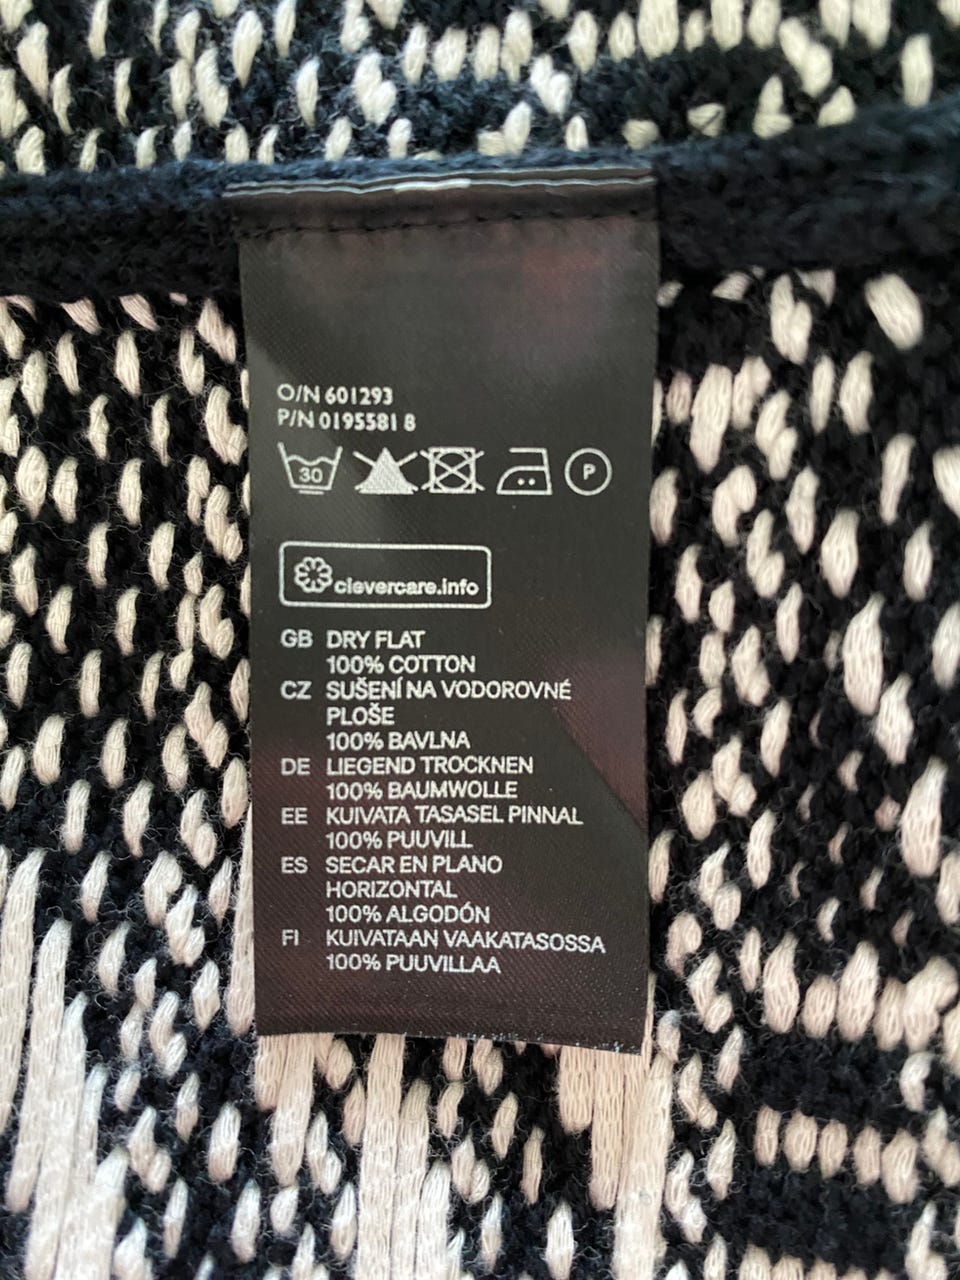 O/N 601293
P/N 0195581 8
30 P
clevercare.info
GB DRY FLAT
100% COTTON
CZ SUŠENÍ NA VODOROVNÉ
PLOŠE
100% BAVLNA
DE LIEGEND TROCKNEN
100% BAUMWOLLE
EE KUIVATA TASASEL PINNAL
100% PUUVILL
ES SECAR EN PLANO
HORIZONTAL
100% ALGODÓN
FI KUIVATAAN VAAKATASOSSA
100% PUUVILLAA